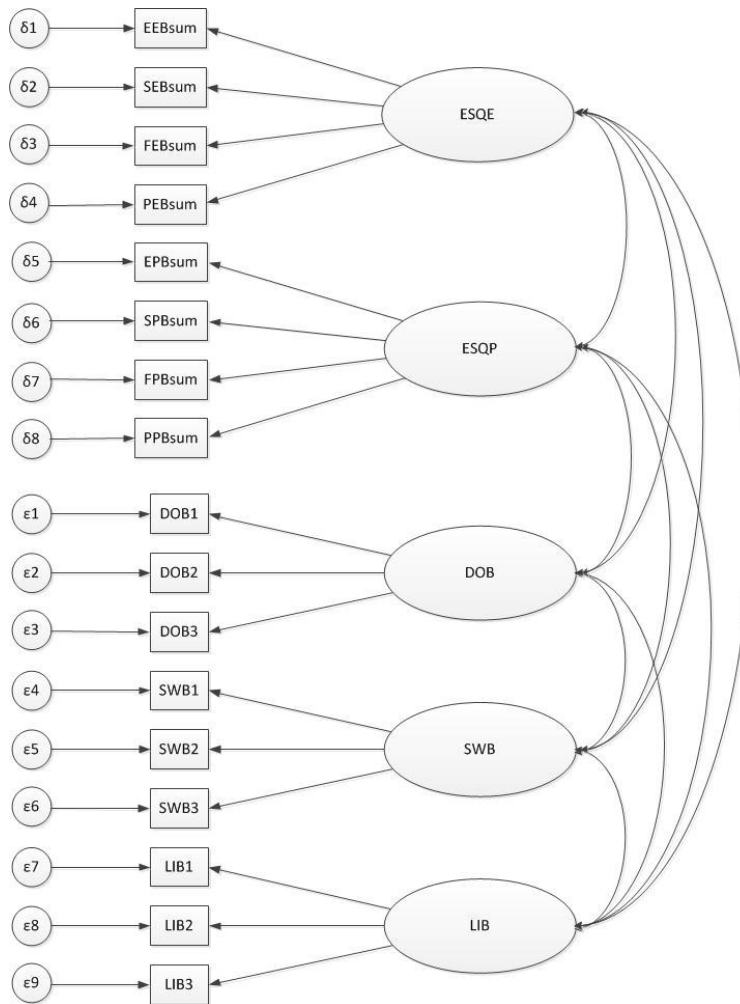 δ1 EEBsum
δ2 SEBsum
ESQE
δ3 FEBsum
δ4 PEBsum
δ5 EPBsum
δ6 SPBsum
ESQP
δ7 FPBsum
δ8 PPBsum
ε1 DOB1
ε2 DOB2 DOB
ε3 DOB3
ε4 SWB1
ε5 SWB2 SWB
ε6 SWB3
ε7 LIB1
ε8 LIB2 LIB
ε9 LIB3